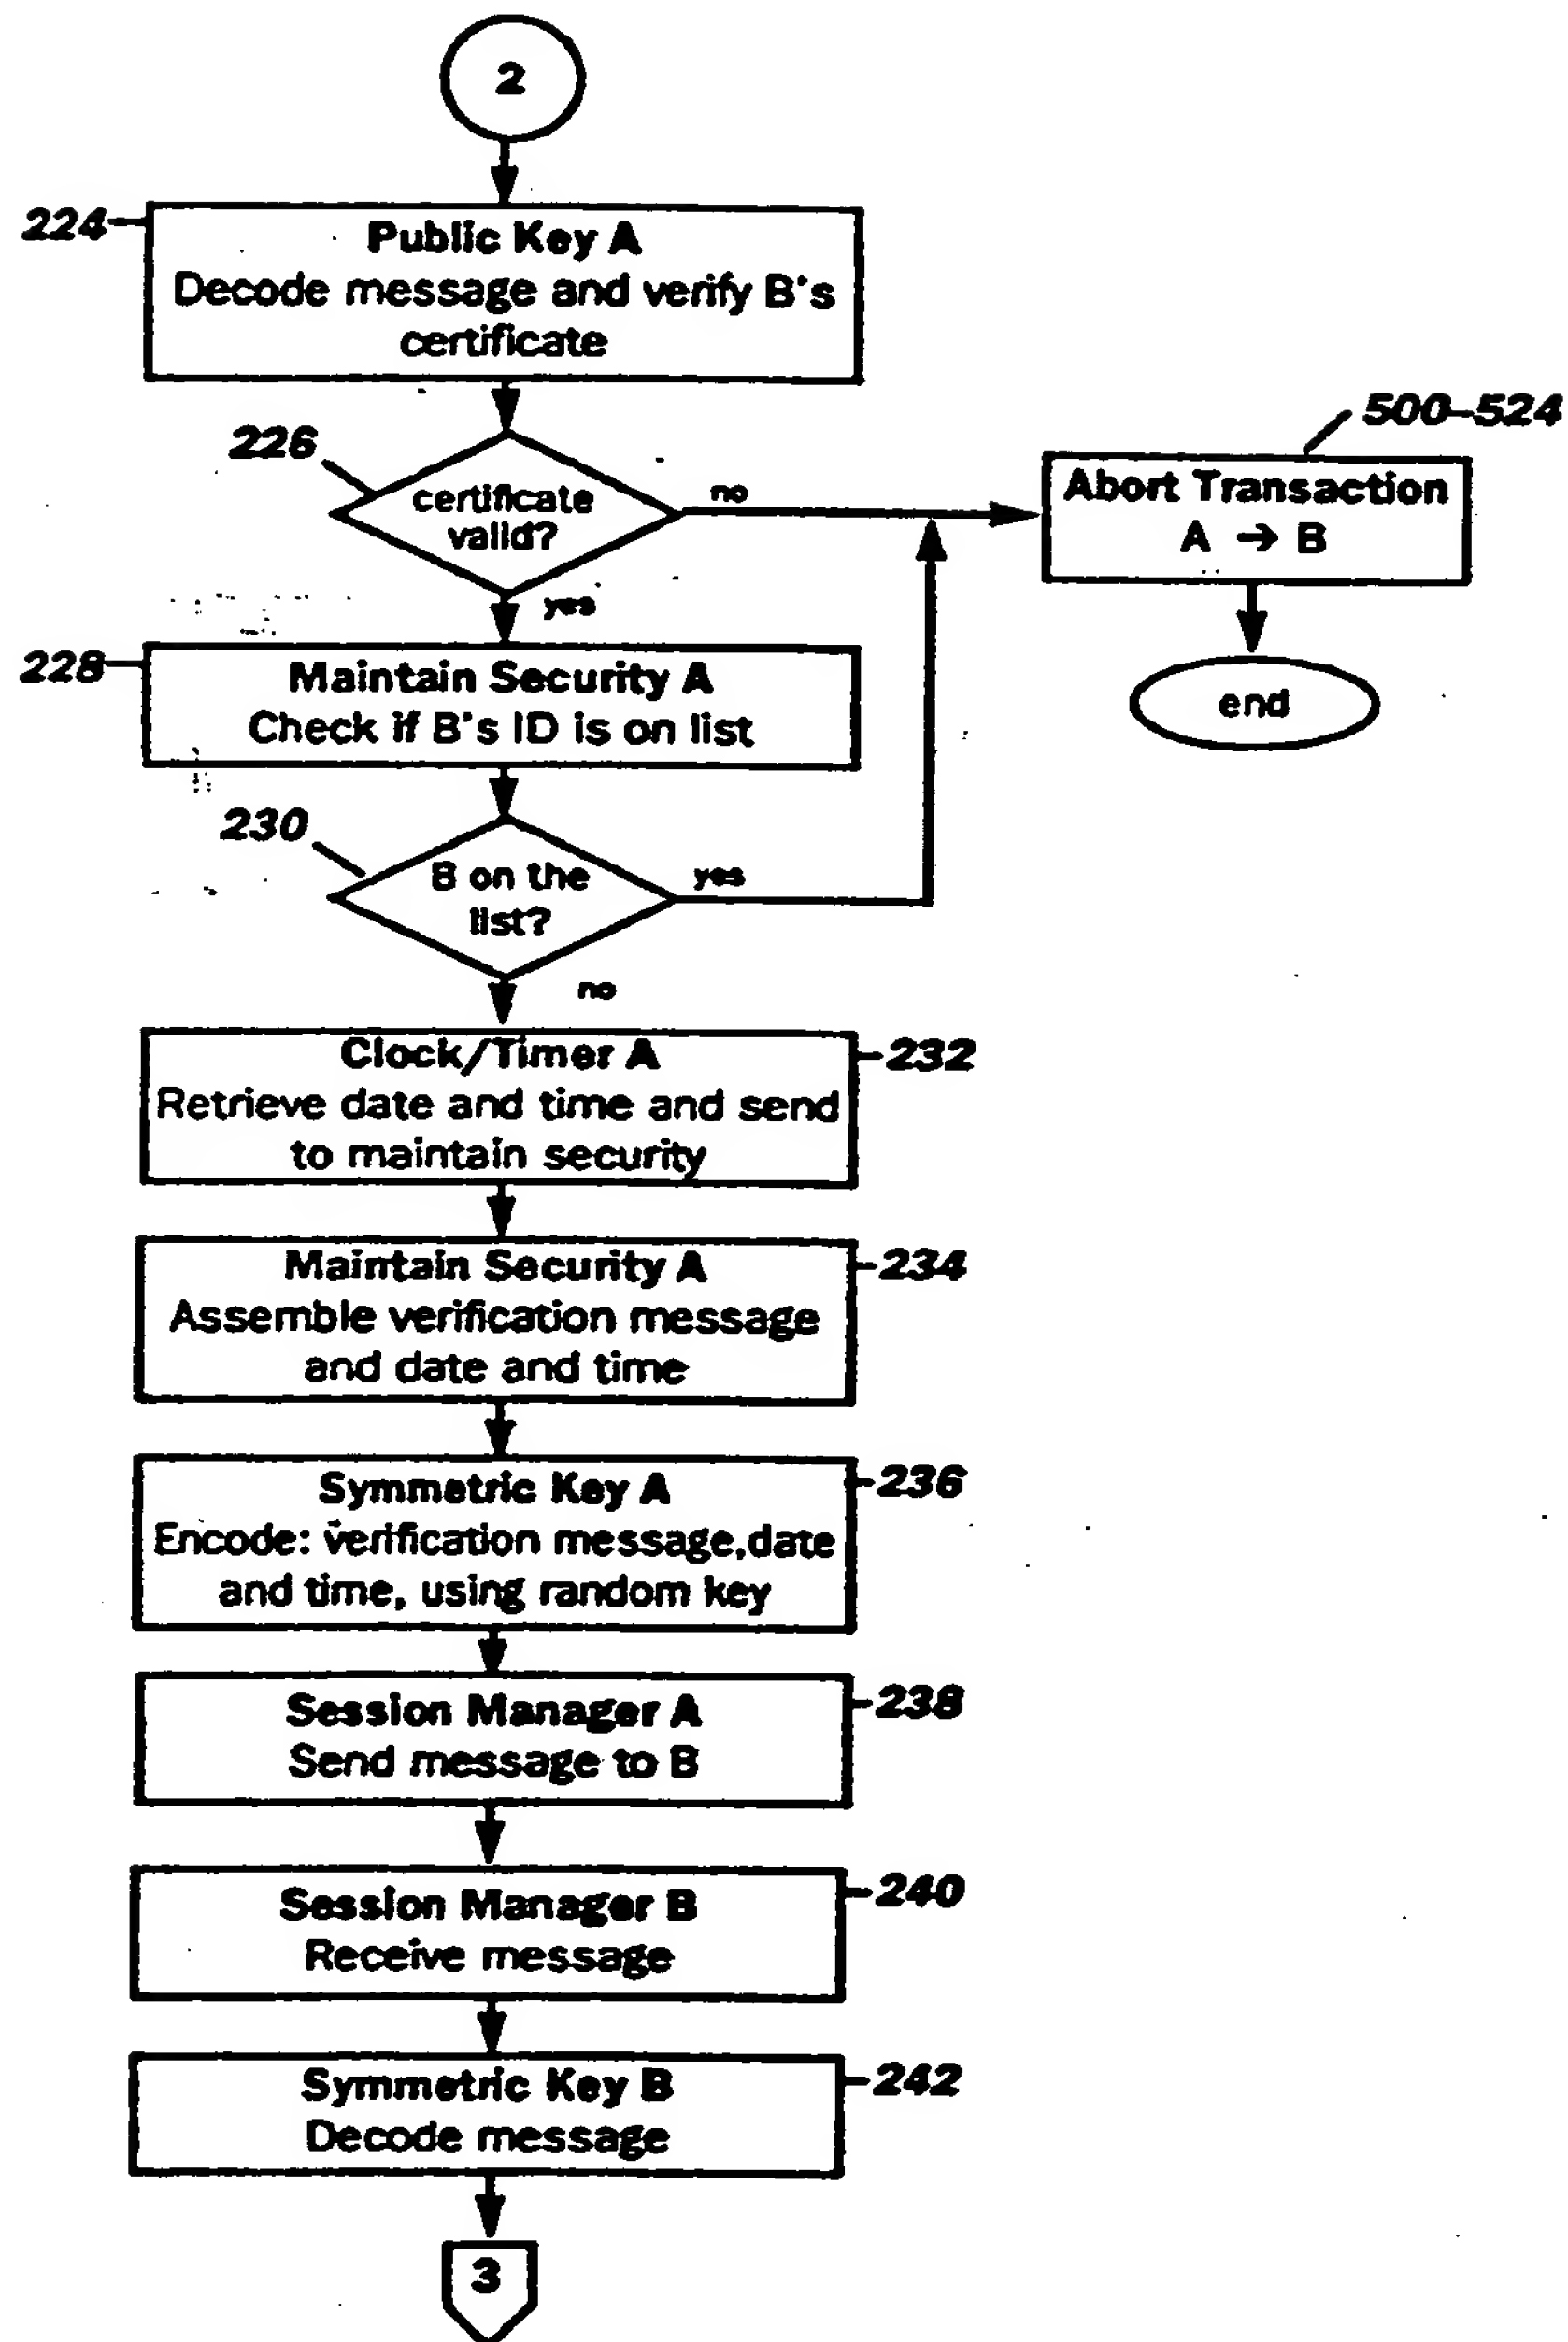 2
224
Public Key A
Decode message and verify B's
certificate
226
certificate
valid?
no
yes
500-524
Abort Transaction
A → B
end
228
Maintain Security A
Check if B's ID is on list
230
B on the
list?
yes
no
Clock/Timer A
232
Retrieve date and time and send
to maintain security
Maintain Security A
234
Assemble verification message
and date and time
Symmetric Key A
236
Encode: verification message,date
and time, using random key
Session Manager A
238
Send message to B
Session Manager B
240
Receive message
Symmetric Key B
242
Decode message
3